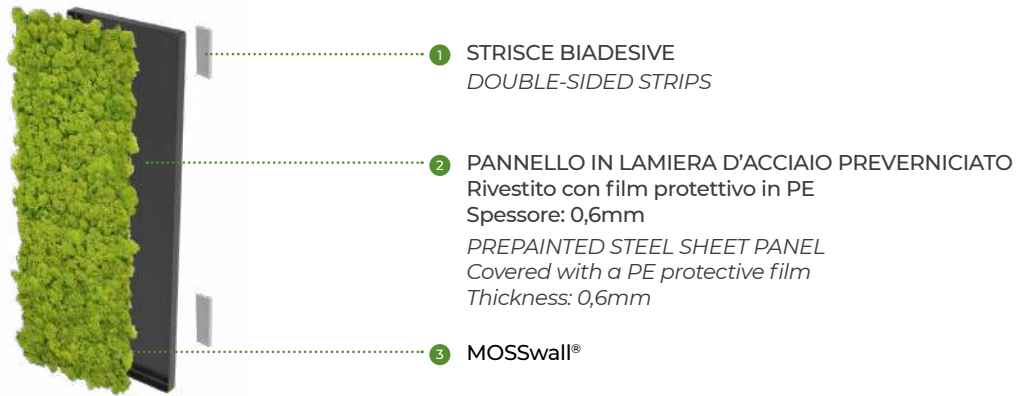 1 STRISCE BIADESIVE
DOUBLE-SIDED STRIPS
2 PANNELLO IN LAMIERA D'ACCIAIO PREVERNICIATO
Rivestito con film protettivo in PE
Spessore: 0,6mm
PREPAINTED STEEL SHEET PANEL
Covered with a PE protective film
Thickness: 0,6mm
3 MOSSwall®